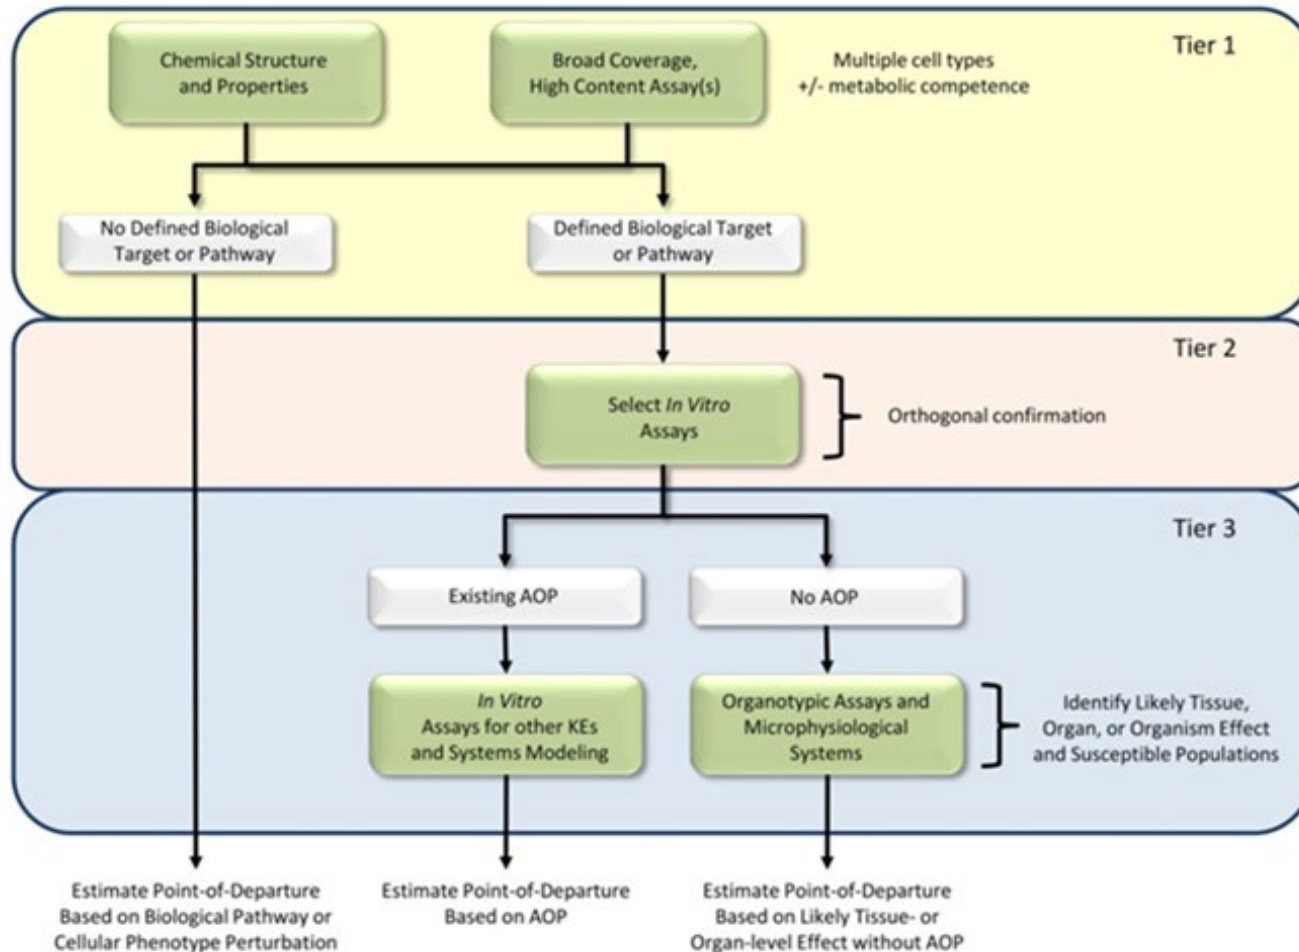 Tier 1
Chemical Structure
and Properties
Broad Coverage,
High Content Assay(s)
Multiple cell types
+/- metabolic competence
No Defined Biological
Target or Pathway
Defined Biological Target
or Pathway
Tier 2
Select In Vitro
Assays
Orthogonal confirmation
Tier 3
Existing AOP
No AOP
In Vitro
Assays for other KEs
and Systems Modeling
Organotypic Assays and
Microphysiological
Systems
Identify Likely Tissue,
Organ, or Organism Effect
and Susceptible Populations
Estimate Point-of-Departure
Based on Biological Pathway or
Cellular Phenotype Perturbation
Estimate Point-of-Departure
Based on AOP
Estimate Point-of-Departure
Based on Likely Tissue- or
Organ-level Effect without AOP